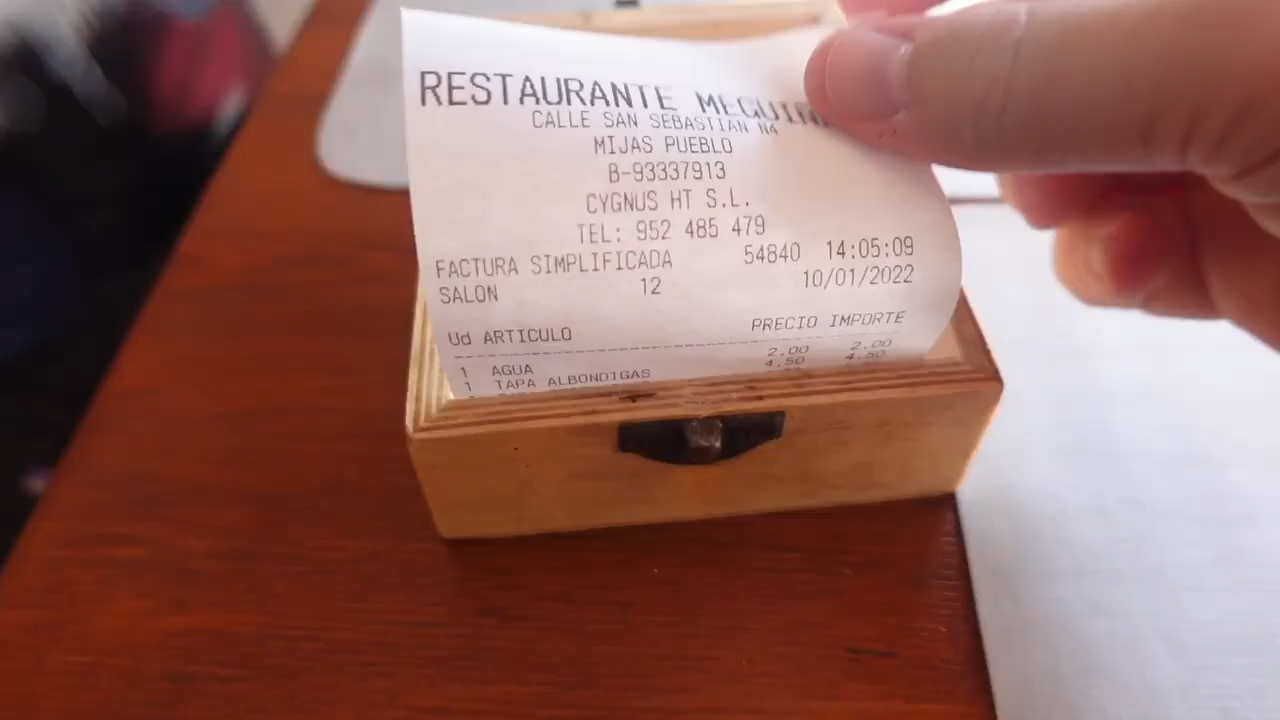 RESTAURANTE
CALLE SAN SEBASTIAN N4
MIJAS PUEBLO
B-93337913
CYGNUS HT S.L.
TEL: 952 485 479
FACTURA SIMPLIFICADA 54840 14:05:09
SALON 12 10/01/2022
Ud ARTICULO PRECIO IMPORTE
1 AGUA 2.00 2.00
1 TAPA ALBONDIGAS 4.50 4.50